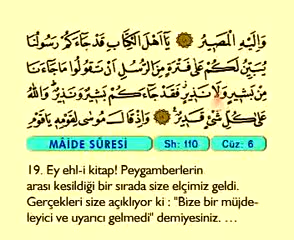 وَاِلَيْهِ الْمَصٖيرُ يَٓا اَهْلَ الْكِتَابِ قَدْ جَٓاءَكُمْ رَسُولُنَا
يُبَيِّنُ لَكُمْ عَلٰى فَتْرَةٍ مِنَ الرُّسُلِ اَنْ تَقُولُوا مَا جَٓاءَنَا
مِنْ بَشٖيرٍ وَلَا نَذٖيرٍ فَقَدْ جَٓاءَكُمْ بَشٖيرٌ وَنَذٖيرٌ وَاللّٰهُ
عَلٰى كُلِّ شَیْءٍ قَدٖيرٌ وَاِذْ قَالَ مُوسٰى لِقَوْمِهٖ يَا قَوْمِ
MÂİDE SÛRESİ Sh: 110 Cüz: 6
19. Ey ehl-i kitap! Peygamberlerin
arası kesildiği bir sırada size elçimiz geldi.
Gerçekleri size açıklıyor ki : "Bize bir müjde-
leyici ve uyarıcı gelmedi" demiyesiniz. …